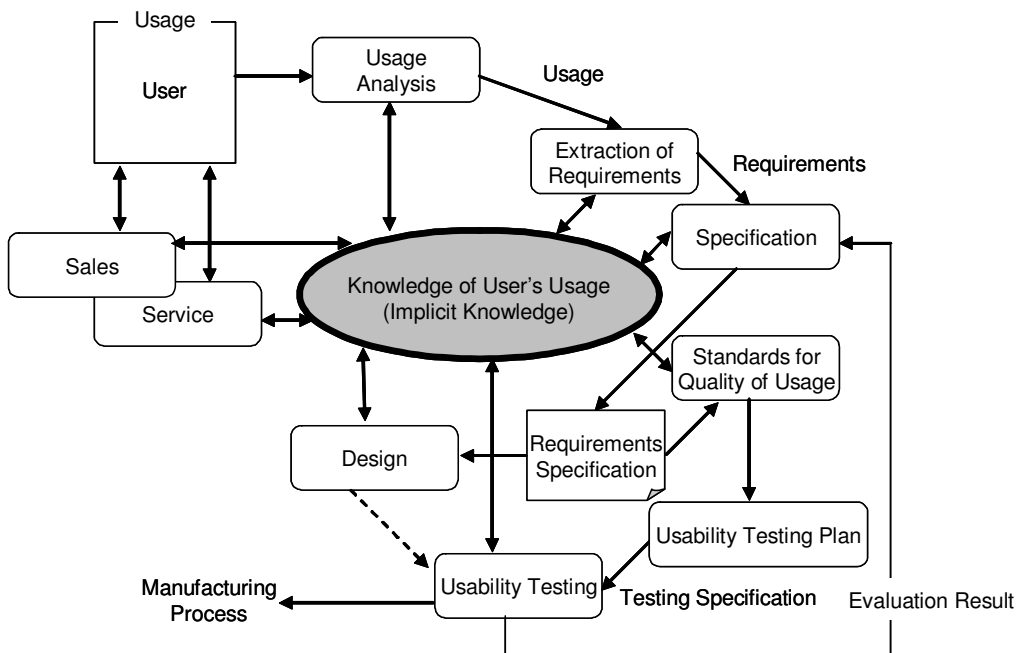 Usage
User
Usage
Analysis
Usage
Extraction of
Requirements
Requirements
Specification
Sales
Service
Knowledge of User's Usage
(Implicit Knowledge)
Standards for
Quality of Usage
Design
Requirements
Specification
Usability Testing Plan
Usability Testing
Manufacturing
Process
Testing Specification
Evaluation Result